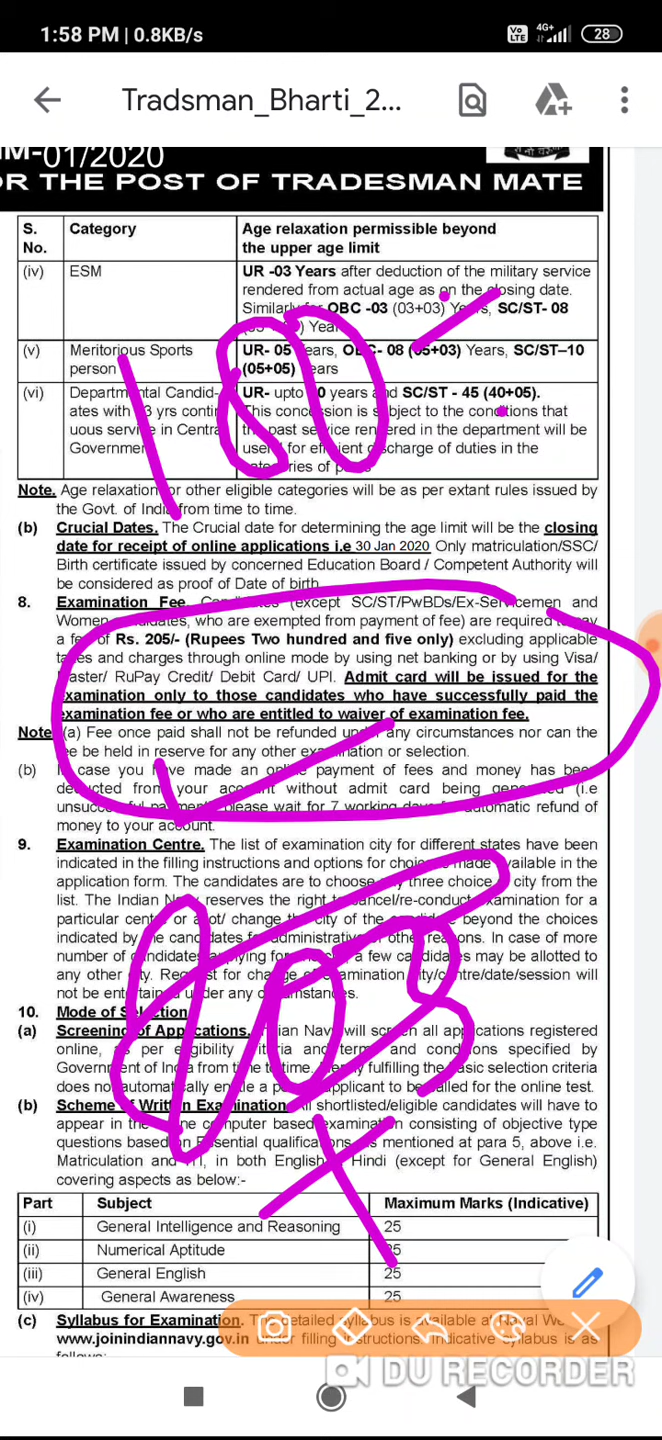 1:58 PM | 0.8KB/s
Vo LTE 4G+ 28
Tradsman_Bharti_2...
M-01/2020
R THE POST OF TRADESMAN MATE
S. No. Category Age relaxation permissible beyond
the upper age limit
(iv) ESM UR -03 Years after deduction of the military service
rendered from actual age as on the closing date.
Similarly for OBC -03 (03+03) Years, SC/ST- 08
) Year
(v) Meritorious Sports person UR- 05 Years, OBC- 08 (05+03) Years, SC/ST–10
(05+05) Years
(vi) Departmental Candid- UR- upto 40 years and SC/ST - 45 (40+05).
ates with 03 yrs contin This concession is subject to the conditions that
uous service in Central the past service rendered in the department will be
Government useful for efficient discharge of duties in the
categories of posts
Note. Age relaxation for other eligible categories will be as per extant rules issued by
the Govt. of India from time to time.
(b) Crucial Dates. The Crucial date for determining the age limit will be the closing
date for receipt of online applications i.e 30 Jan 2020 Only matriculation/SSC/
Birth certificate issued by concerned Education Board / Competent Authority will
be considered as proof of Date of birth.
8. Examination Fee. Candidates (except SC/ST/PwBDs/Ex-Servicemen and
Women candidates, who are exempted from payment of fee) are required to pay
a fee of Rs. 205/- (Rupees Two hundred and five only) excluding applicable
taxes and charges through online mode by using net banking or by using Visa/
Master/ RuPay Credit/ Debit Card/ UPI. Admit card will be issued for the
examination only to those candidates who have successfully paid the
examination fee or who are entitled to waiver of examination fee.
Note (a) Fee once paid shall not be refunded under any circumstances nor can the
fee be held in reserve for any other examination or selection.
(b) In case you have made an online payment of fees and money has been
deducted from your account without admit card being generated (i.e
unsuccessful payment), please wait for 7 working days for automatic refund of
money to your account.
9. Examination Centre. The list of examination city for different states have been
indicated in the filling instructions and options for choice made available in the
application form. The candidates are to choose any three choice of city from the
list. The Indian Navy reserves the right to cancel/re-conduct examination for a
particular centre or allot/ change the city of the candidate beyond the choices
indicated by the candidates for administrative or other reasons. In case of more
number of candidates applying for a few candidates may be allotted to
any other city. Request for change of examination city/centre/date/session will
not be entertained under any circumstances.
10. Mode of Selection
(a) Screening of Applications. Indian Navy will screen all applications registered
online, as per eligibility criteria and terms and conditions specified by
Government of India from time to time. Merely fulfilling the basic selection criteria
does not automatically entitle a person/applicant to be called for the online test.
(b) Scheme of Written Examination. All shortlisted/eligible candidates will have to
appear in the online computer based examination consisting of objective type
questions based on Essential qualifications as mentioned at para 5, above i.e.
Matriculation and ITI, in both English & Hindi (except for General English)
covering aspects as below:-
Part Subject Maximum Marks (Indicative)
(i) General Intelligence and Reasoning 25
(ii) Numerical Aptitude 25
(iii) General English 25
(iv) General Awareness 25
(c) Syllabus for Examination. The detailed syllabus is available at Naval We
www.joinindiannavy.gov.in under filling instructions. Indicative syllabus is as
follows:
DU RECORDER